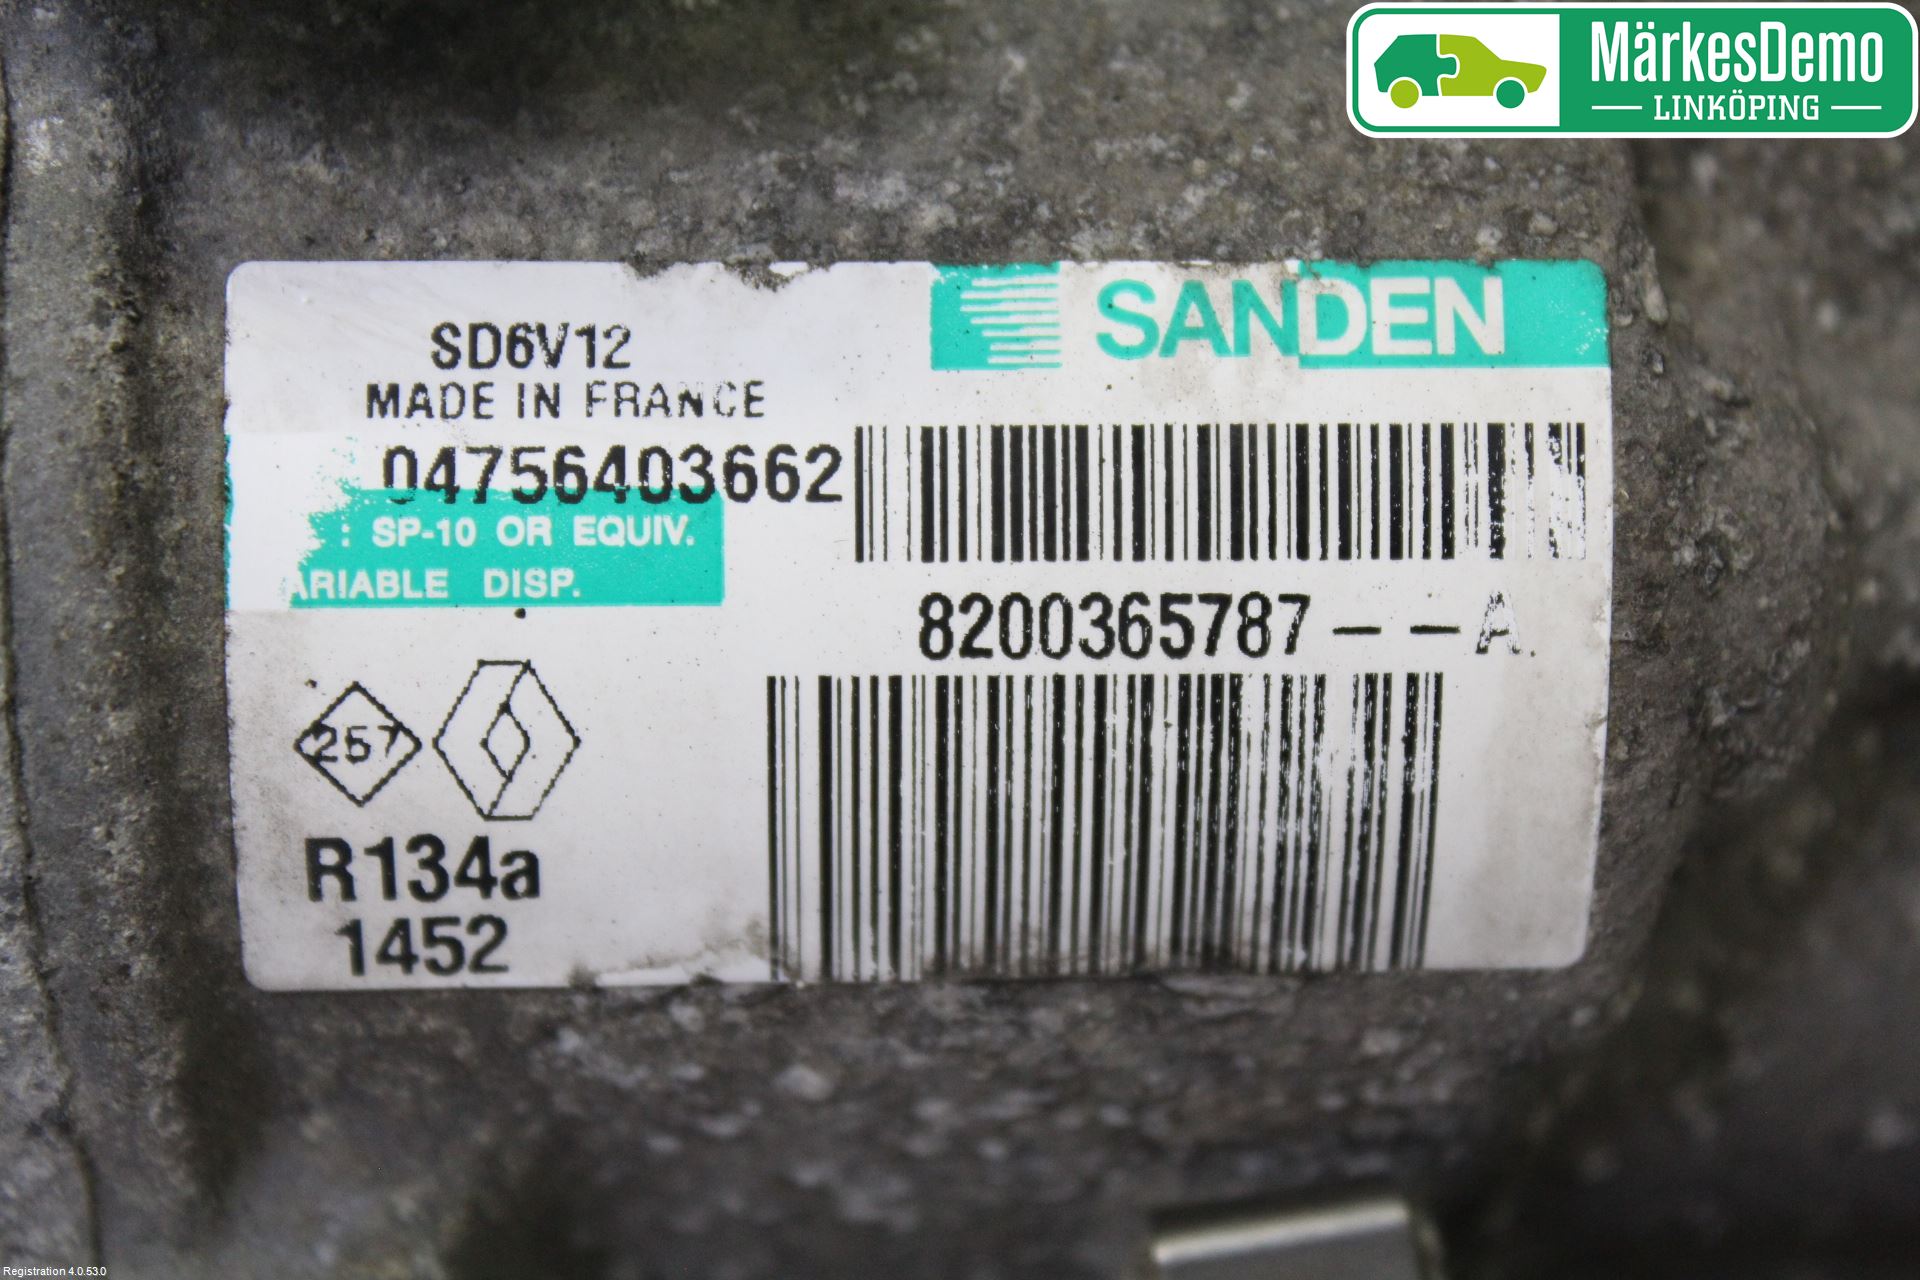 MärkesDemo
LINKÖPING
SANDEN
SD6V12
MADE IN FRANCE
04756403662
: SP-10 OR EQUIV.
ARIABLE DISP.
8200365787--A
257
R134a
1452
Registration 4.0.53.0